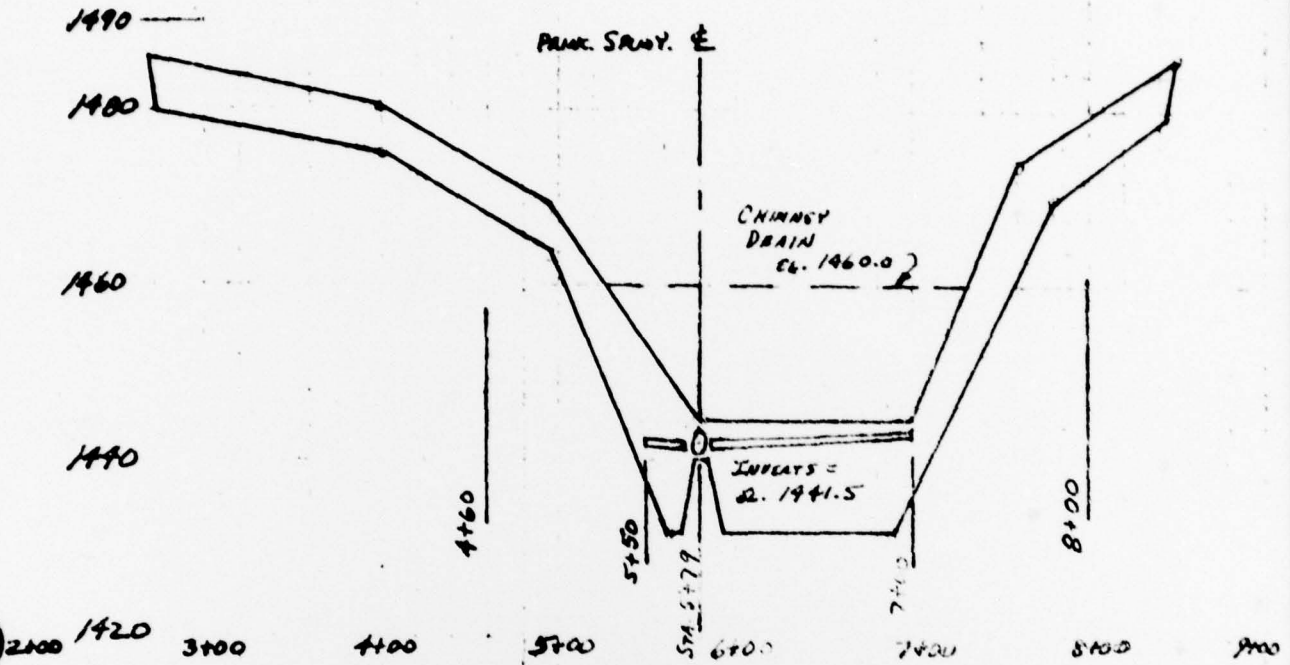 1490
PRINC. SPWY. ℄
1480
CHIMNEY
DRAIN
EL. 1460.0
1460
1440
INVERTS =
EL. 1441.5
4+60
5+50
STA. 5+79
8+00
1420
2+00 3+00 4+00 5+00 6+00 7+00 8+00 9+00